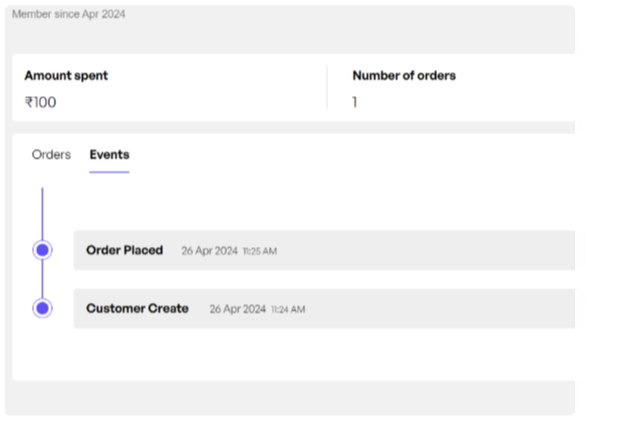 Member since Apr 2024
Amount spent
Number of orders
₹100
1
Orders
Events
Order Placed 26 Apr 2024 11:25 AM
Customer Create 26 Apr 2024 11:24 AM